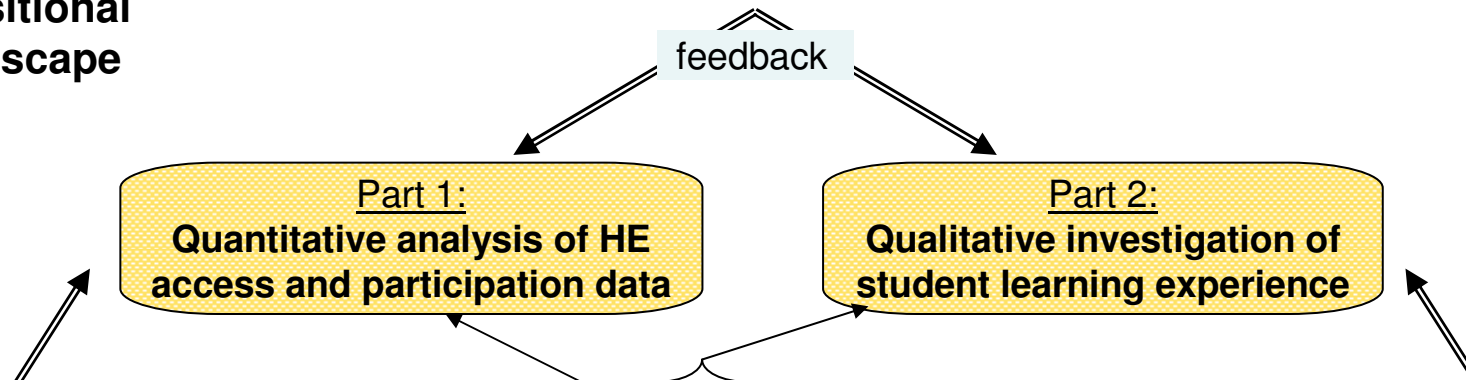 scape
feedback
Part 1:
Quantitative analysis of HE
access and participation data
Part 2:
Qualitative investigation of
student learning experience